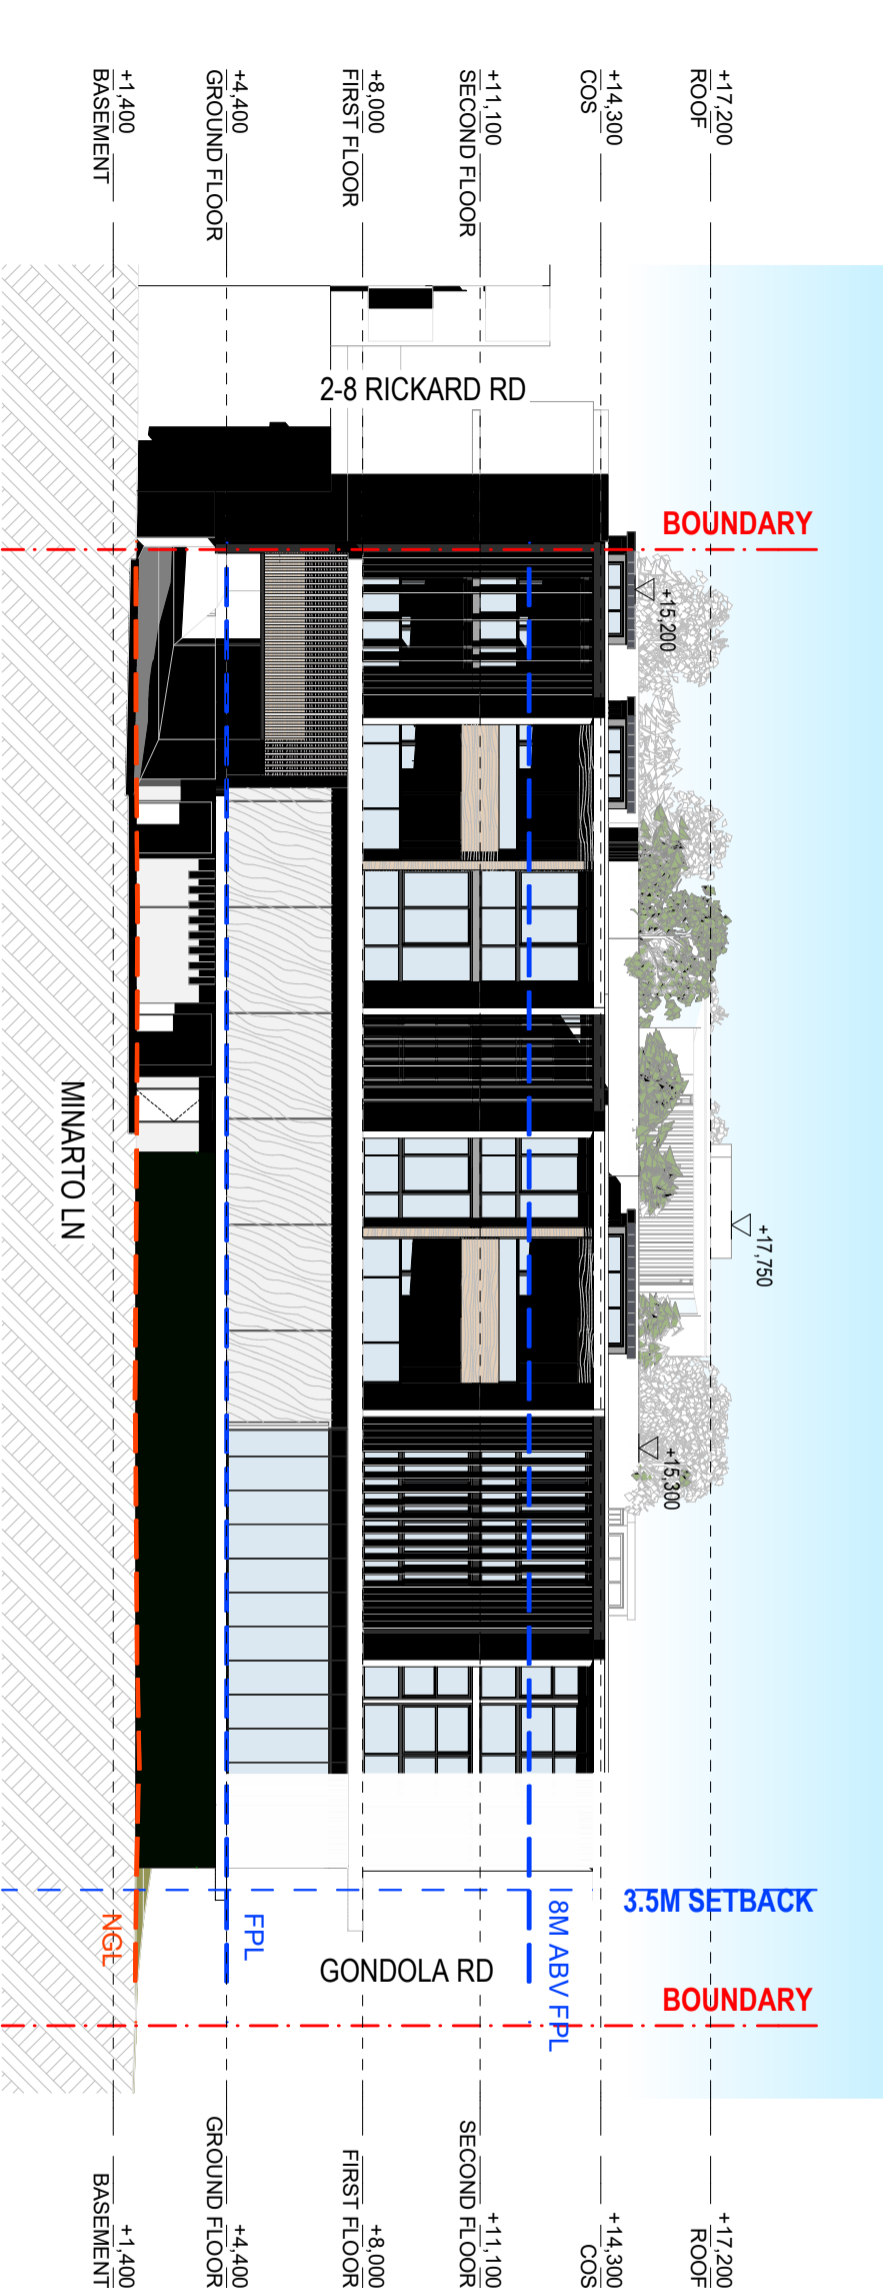 +17,200
ROOF
+14,300
COS
+11,100
SECOND FLOOR
+8,000
FIRST FLOOR
+4,400
GROUND FLOOR
+1,400
BASEMENT
2-8 RICKARD RD
BOUNDARY
+15,200
+17,750
+15,300
MINARTO LN
3.5M SETBACK
8M ABV FPL
FPL
NGL
GONDOLA RD
BOUNDARY
+17,200
ROOF
+14,300
COS
+11,100
SECOND FLOOR
+8,000
FIRST FLOOR
+4,400
GROUND FLOOR
+1,400
BASEMENT